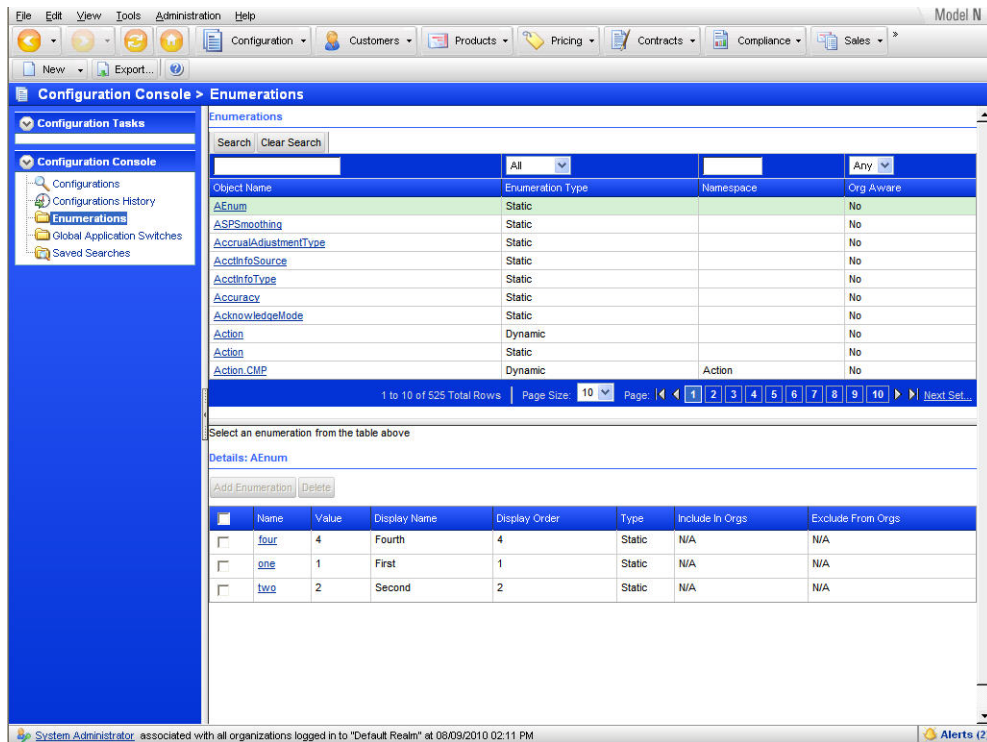 File Edit View Tools Administration Help Model N
Configuration Customers Products Pricing Contracts Compliance Sales »
New Export...
Configuration Console > Enumerations
Configuration Tasks
Configuration Console
Configurations
Configurations History
Enumerations
Global Application Switches
Saved Searches
Enumerations
Search Clear Search
All Any
Object Name Enumeration Type Namespace Org Aware
AEnum Static No
ASPSmoothing Static No
AccrualAdjustmentType Static No
AcctInfoSource Static No
AcctInfoType Static No
Accuracy Static No
AcknowledgeMode Static No
Action Dynamic No
Action Static No
Action.CMP Dynamic Action No
1 to 10 of 525 Total Rows Page Size: 10 Page: 1 2 3 4 5 6 7 8 9 10 Next Set...
Select an enumeration from the table above
Details: AEnum
Add Enumeration Delete
Name Value Display Name Display Order Type Include In Orgs Exclude From Orgs
four 4 Fourth 4 Static N/A N/A
one 1 First 1 Static N/A N/A
two 2 Second 2 Static N/A N/A
System Administrator associated with all organizations logged in to "Default Realm" at 08/09/2010 02:11 PM Alerts (2)